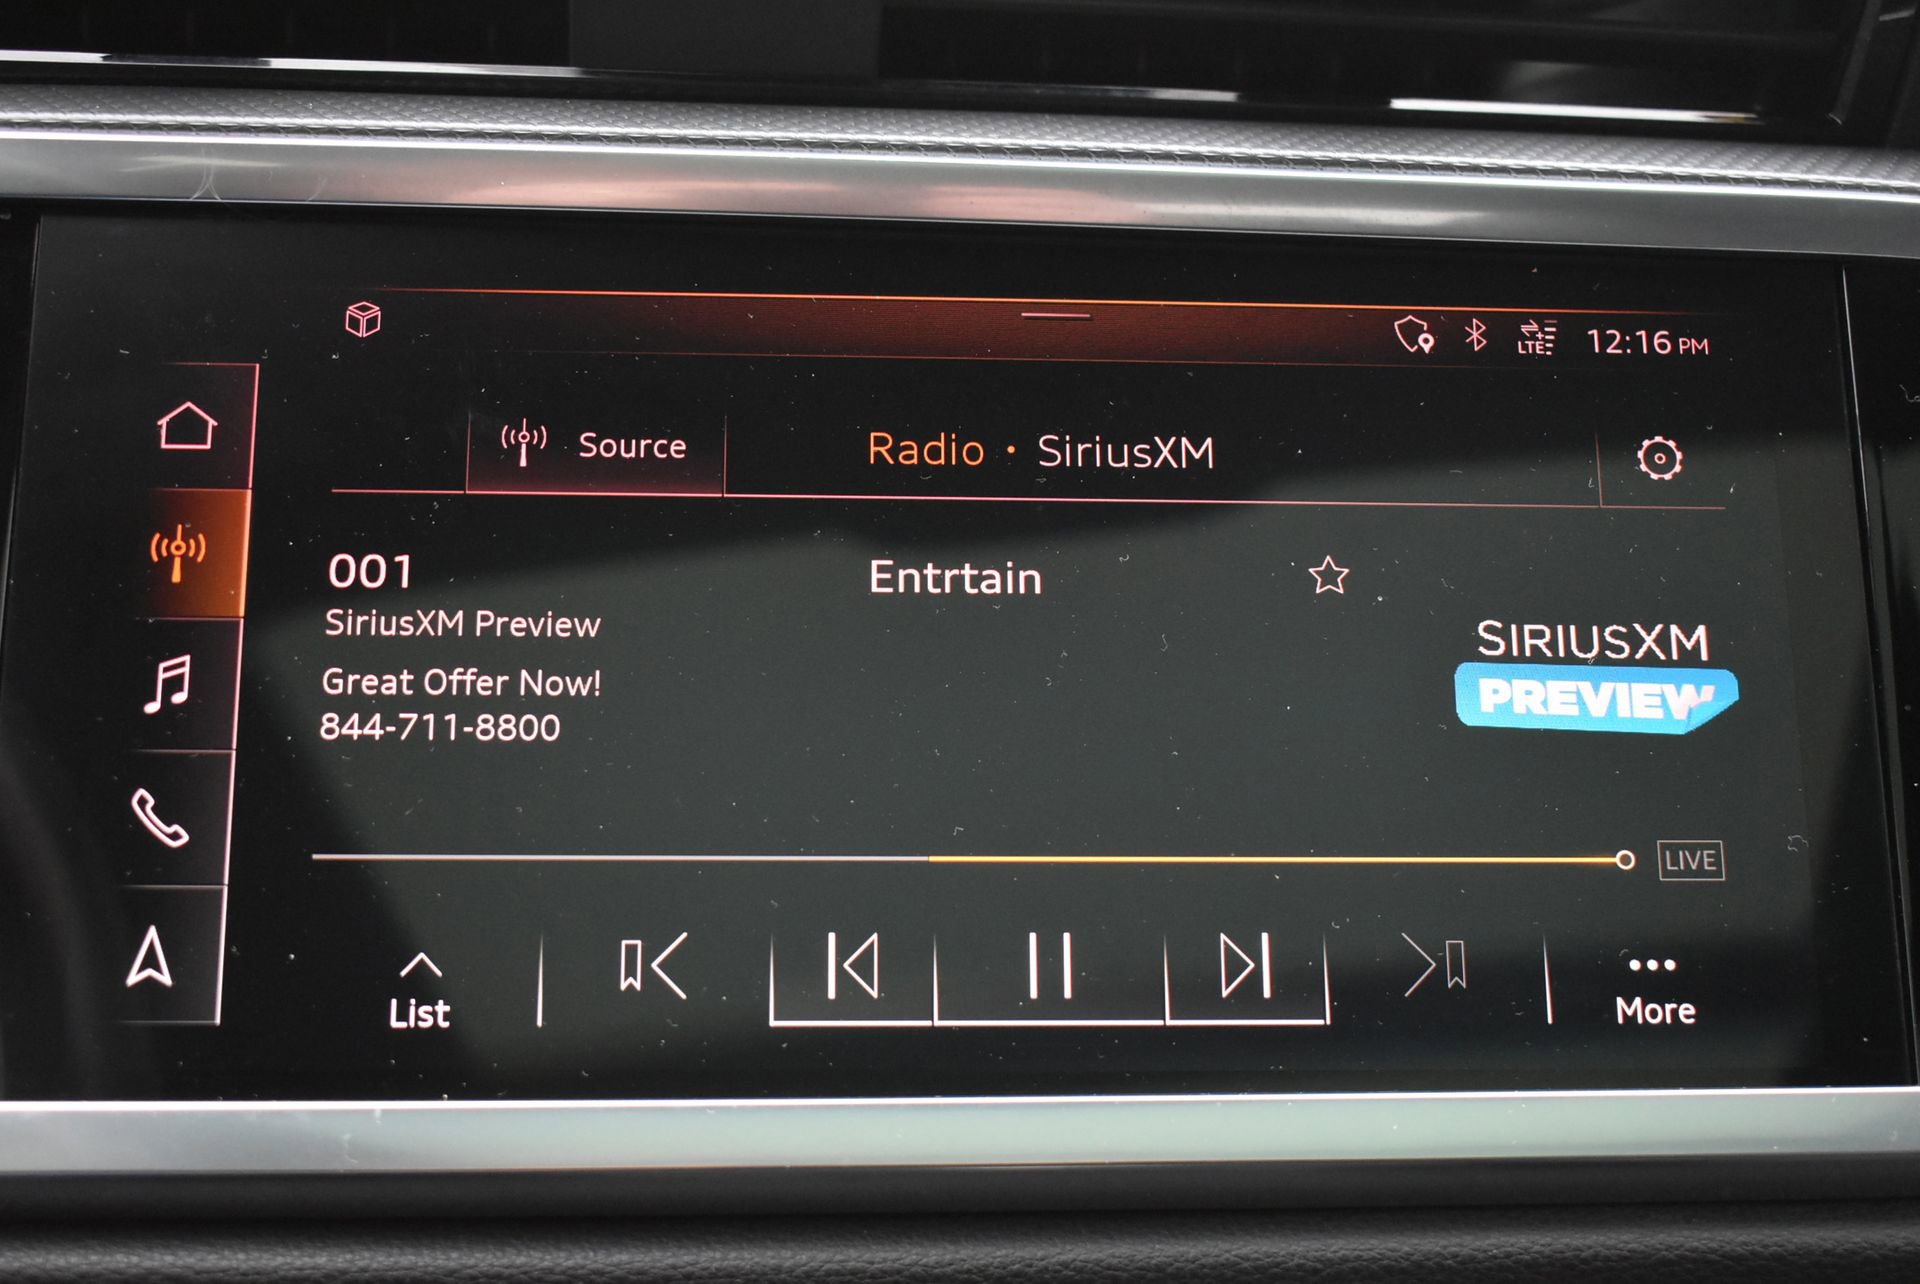 LTE 12:16 PM
Source
Radio • SiriusXM
001
Entrtain
SiriusXM Preview
Great Offer Now!
844-711-8800
SIRIUSXM
PREVIEW
LIVE
List
More